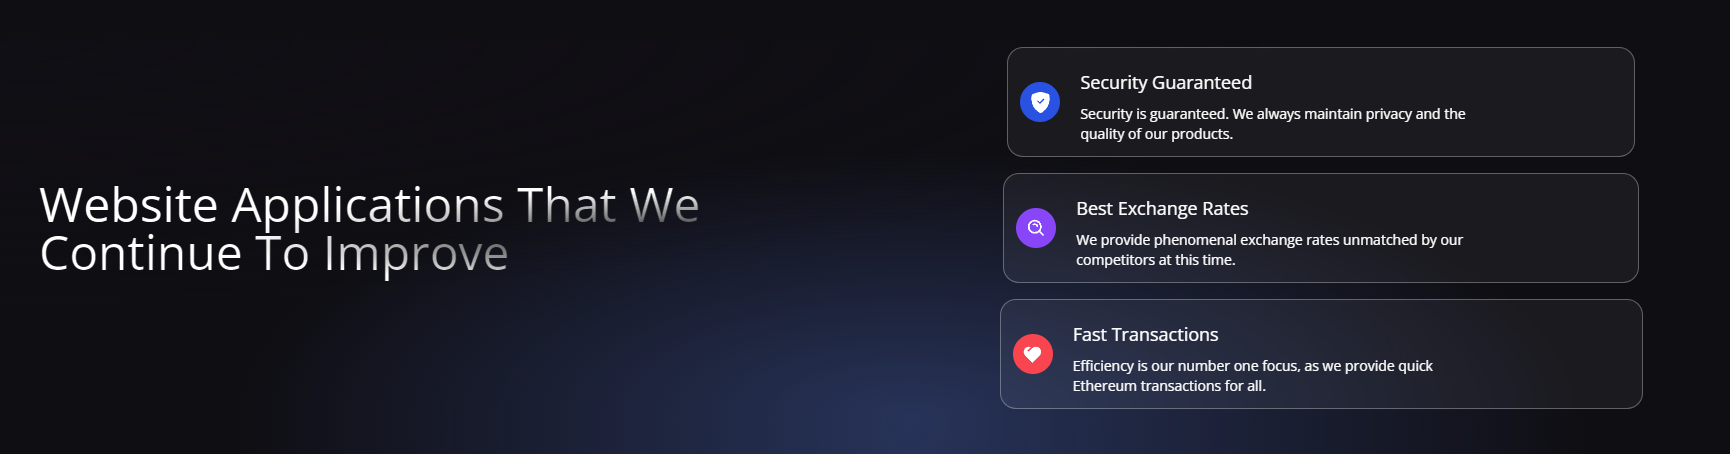 Website Applications That We
Continue To Improve
Security Guaranteed
Security is guaranteed. We always maintain privacy and the
quality of our products.
Best Exchange Rates
We provide phenomenal exchange rates unmatched by our
competitors at this time.
Fast Transactions
Efficiency is our number one focus, as we provide quick
Ethereum transactions for all.